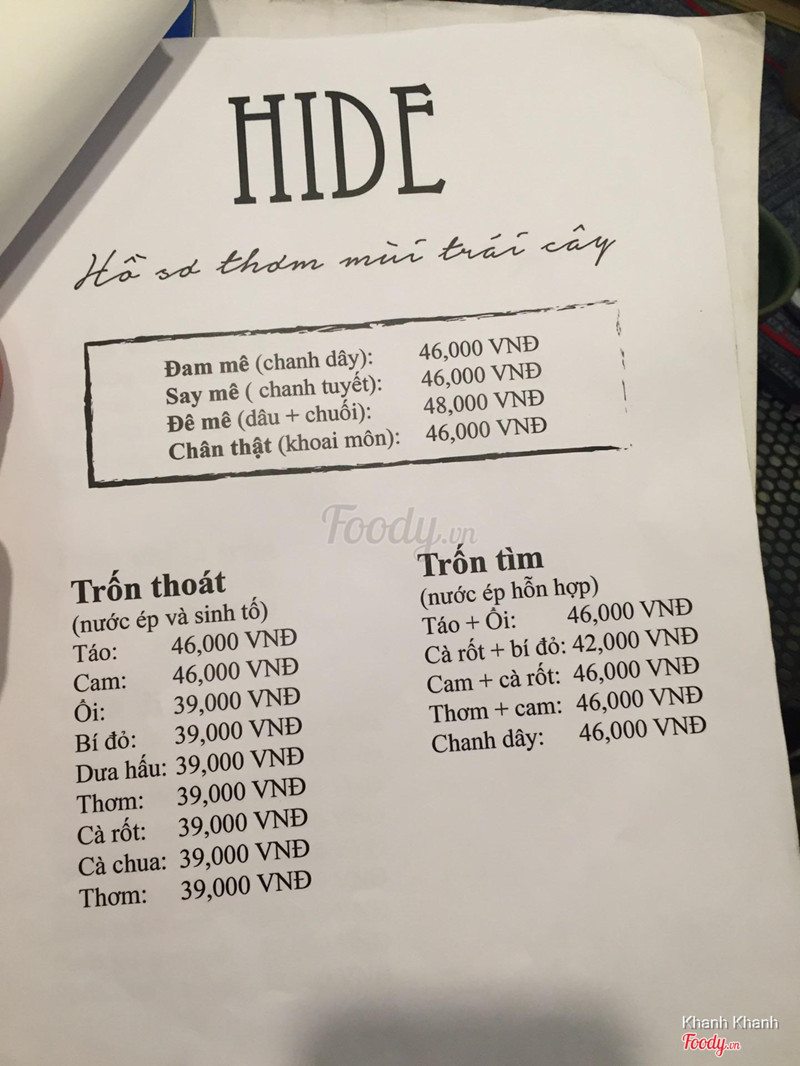 HIDE
Hồ sơ thơm mùi trái cây
Đam mê (chanh dây): 46,000 VNĐ
Say mê ( chanh tuyết): 46,000 VNĐ
Đê mê (dâu + chuối): 48,000 VNĐ
Chân thật (khoai môn): 46,000 VNĐ
Foody.vn
Trốn thoát
(nước ép và sinh tố)
Táo: 46,000 VNĐ
Cam: 46,000 VNĐ
Ôi: 39,000 VNĐ
Bí đỏ: 39,000 VNĐ
Dưa hấu: 39,000 VNĐ
Thơm: 39,000 VNĐ
Cà rốt: 39,000 VNĐ
Cà chua: 39,000 VNĐ
Thơm: 39,000 VNĐ
Trốn tìm
(nước ép hỗn hợp)
Táo + Ôi: 46,000 VNĐ
Cà rốt + bí đỏ: 42,000 VNĐ
Cam + cà rốt: 46,000 VNĐ
Thơm + cam: 46,000 VNĐ
Chanh dây: 46,000 VNĐ
Khanh Khanh
Foody.vn